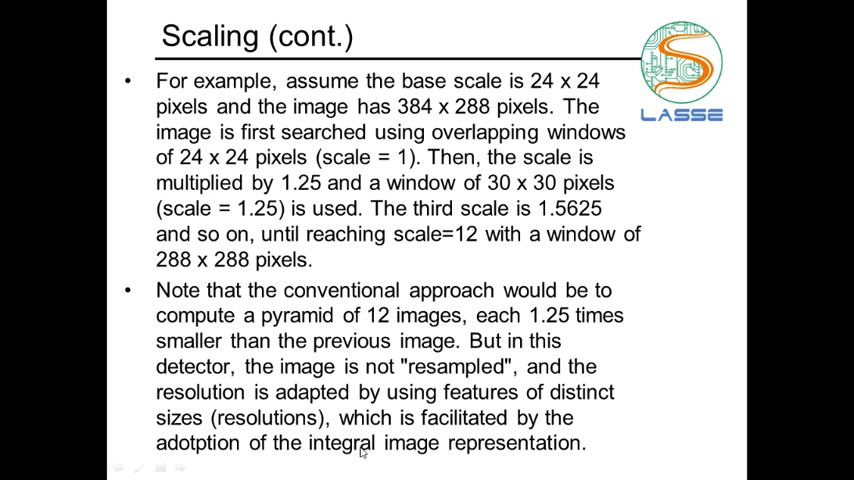 Scaling (cont.)
LASSE
• For example, assume the base scale is 24 x 24
pixels and the image has 384 x 288 pixels. The
image is first searched using overlapping windows
of 24 x 24 pixels (scale = 1). Then, the scale is
multiplied by 1.25 and a window of 30 x 30 pixels
(scale = 1.25) is used. The third scale is 1.5625
and so on, until reaching scale=12 with a window of
288 x 288 pixels.
• Note that the conventional approach would be to
compute a pyramid of 12 images, each 1.25 times
smaller than the previous image. But in this
detector, the image is not "resampled", and the
resolution is adapted by using features of distinct
sizes (resolutions), which is facilitated by the
adotption of the integral image representation.